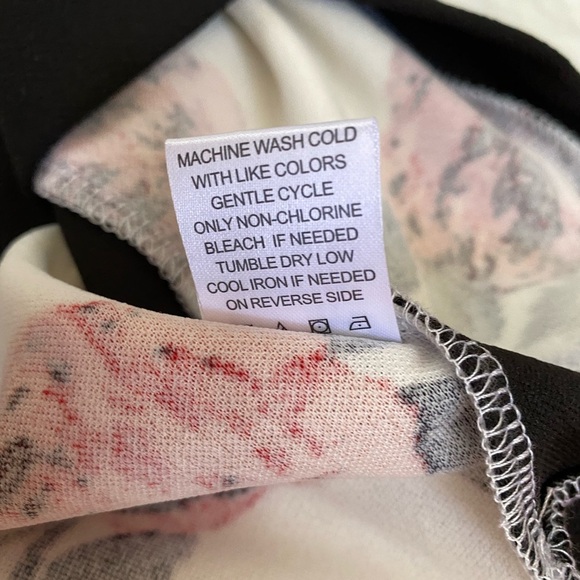 MACHINE WASH COLD
WITH LIKE COLORS
GENTLE CYCLE
ONLY NON-CHLORINE
BLEACH IF NEEDED
TUMBLE DRY LOW
COOL IRON IF NEEDED
ON REVERSE SIDE